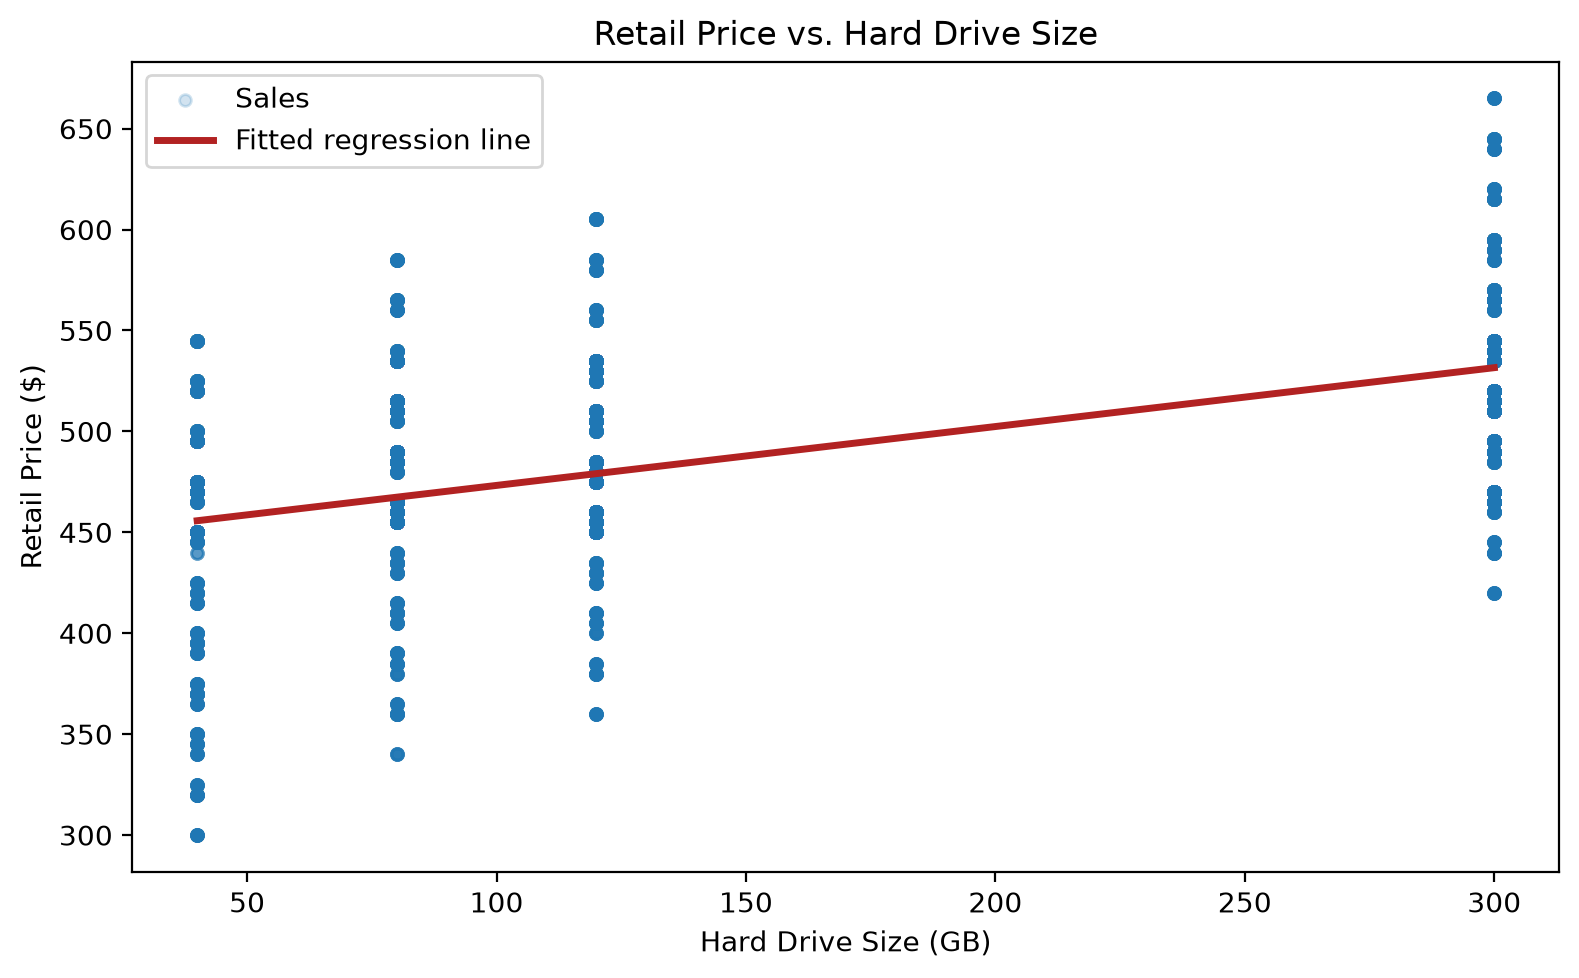 Retail Price vs. Hard Drive Size
Sales
Fitted regression line
650
600
550
500
450
400
350
300
Retail Price ($)
50 100 150 200 250 300
Hard Drive Size (GB)